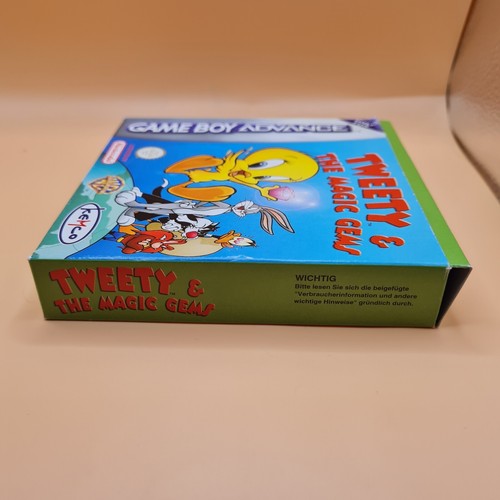 GAME BOY ADVANCE
Nintendo
TWEETY &
THE MAGIC GEMS
KEMCO
TWEETY &
THE MAGIC GEMS
WICHTIG
Bitte lesen Sie sich die beigefügte
"Verbraucherinformation und andere
wichtige Hinweise" gründlich durch.